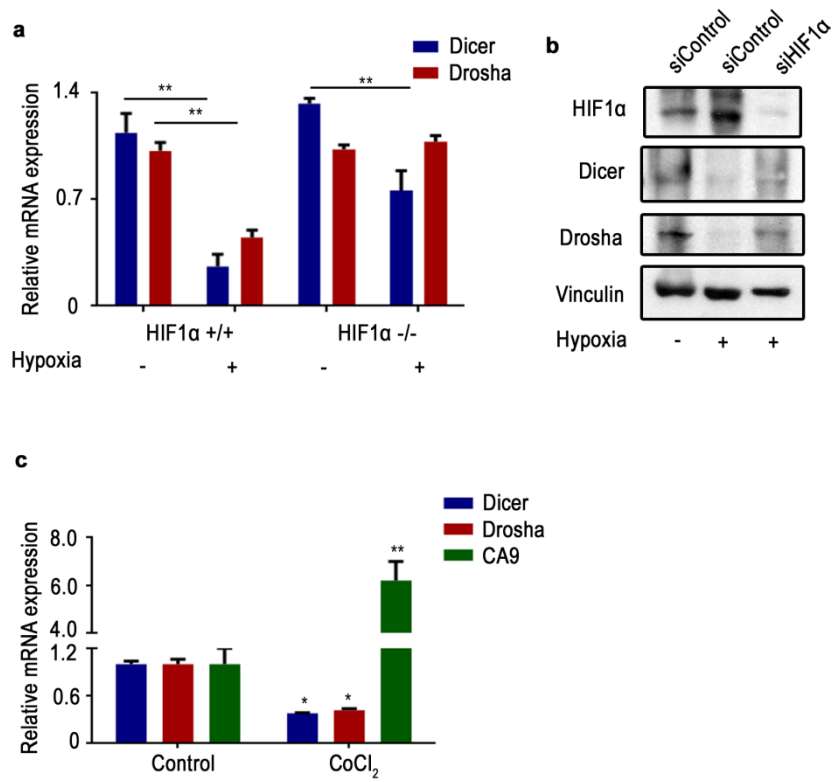 a
Dicer
Drosha
Relative mRNA expression
1.4
0.7
0
**
**
**
HIF1α +/+ HIF1α -/-
Hypoxia - + - +
b
siControl siControl siHIF1α
HIF1α
Dicer
Drosha
Vinculin
Hypoxia - + +
c
Dicer
Drosha
CA9
Relative mRNA expression
8.0
6.0
4.0
1.2
0.6
0
* * **
Control CoCl₂